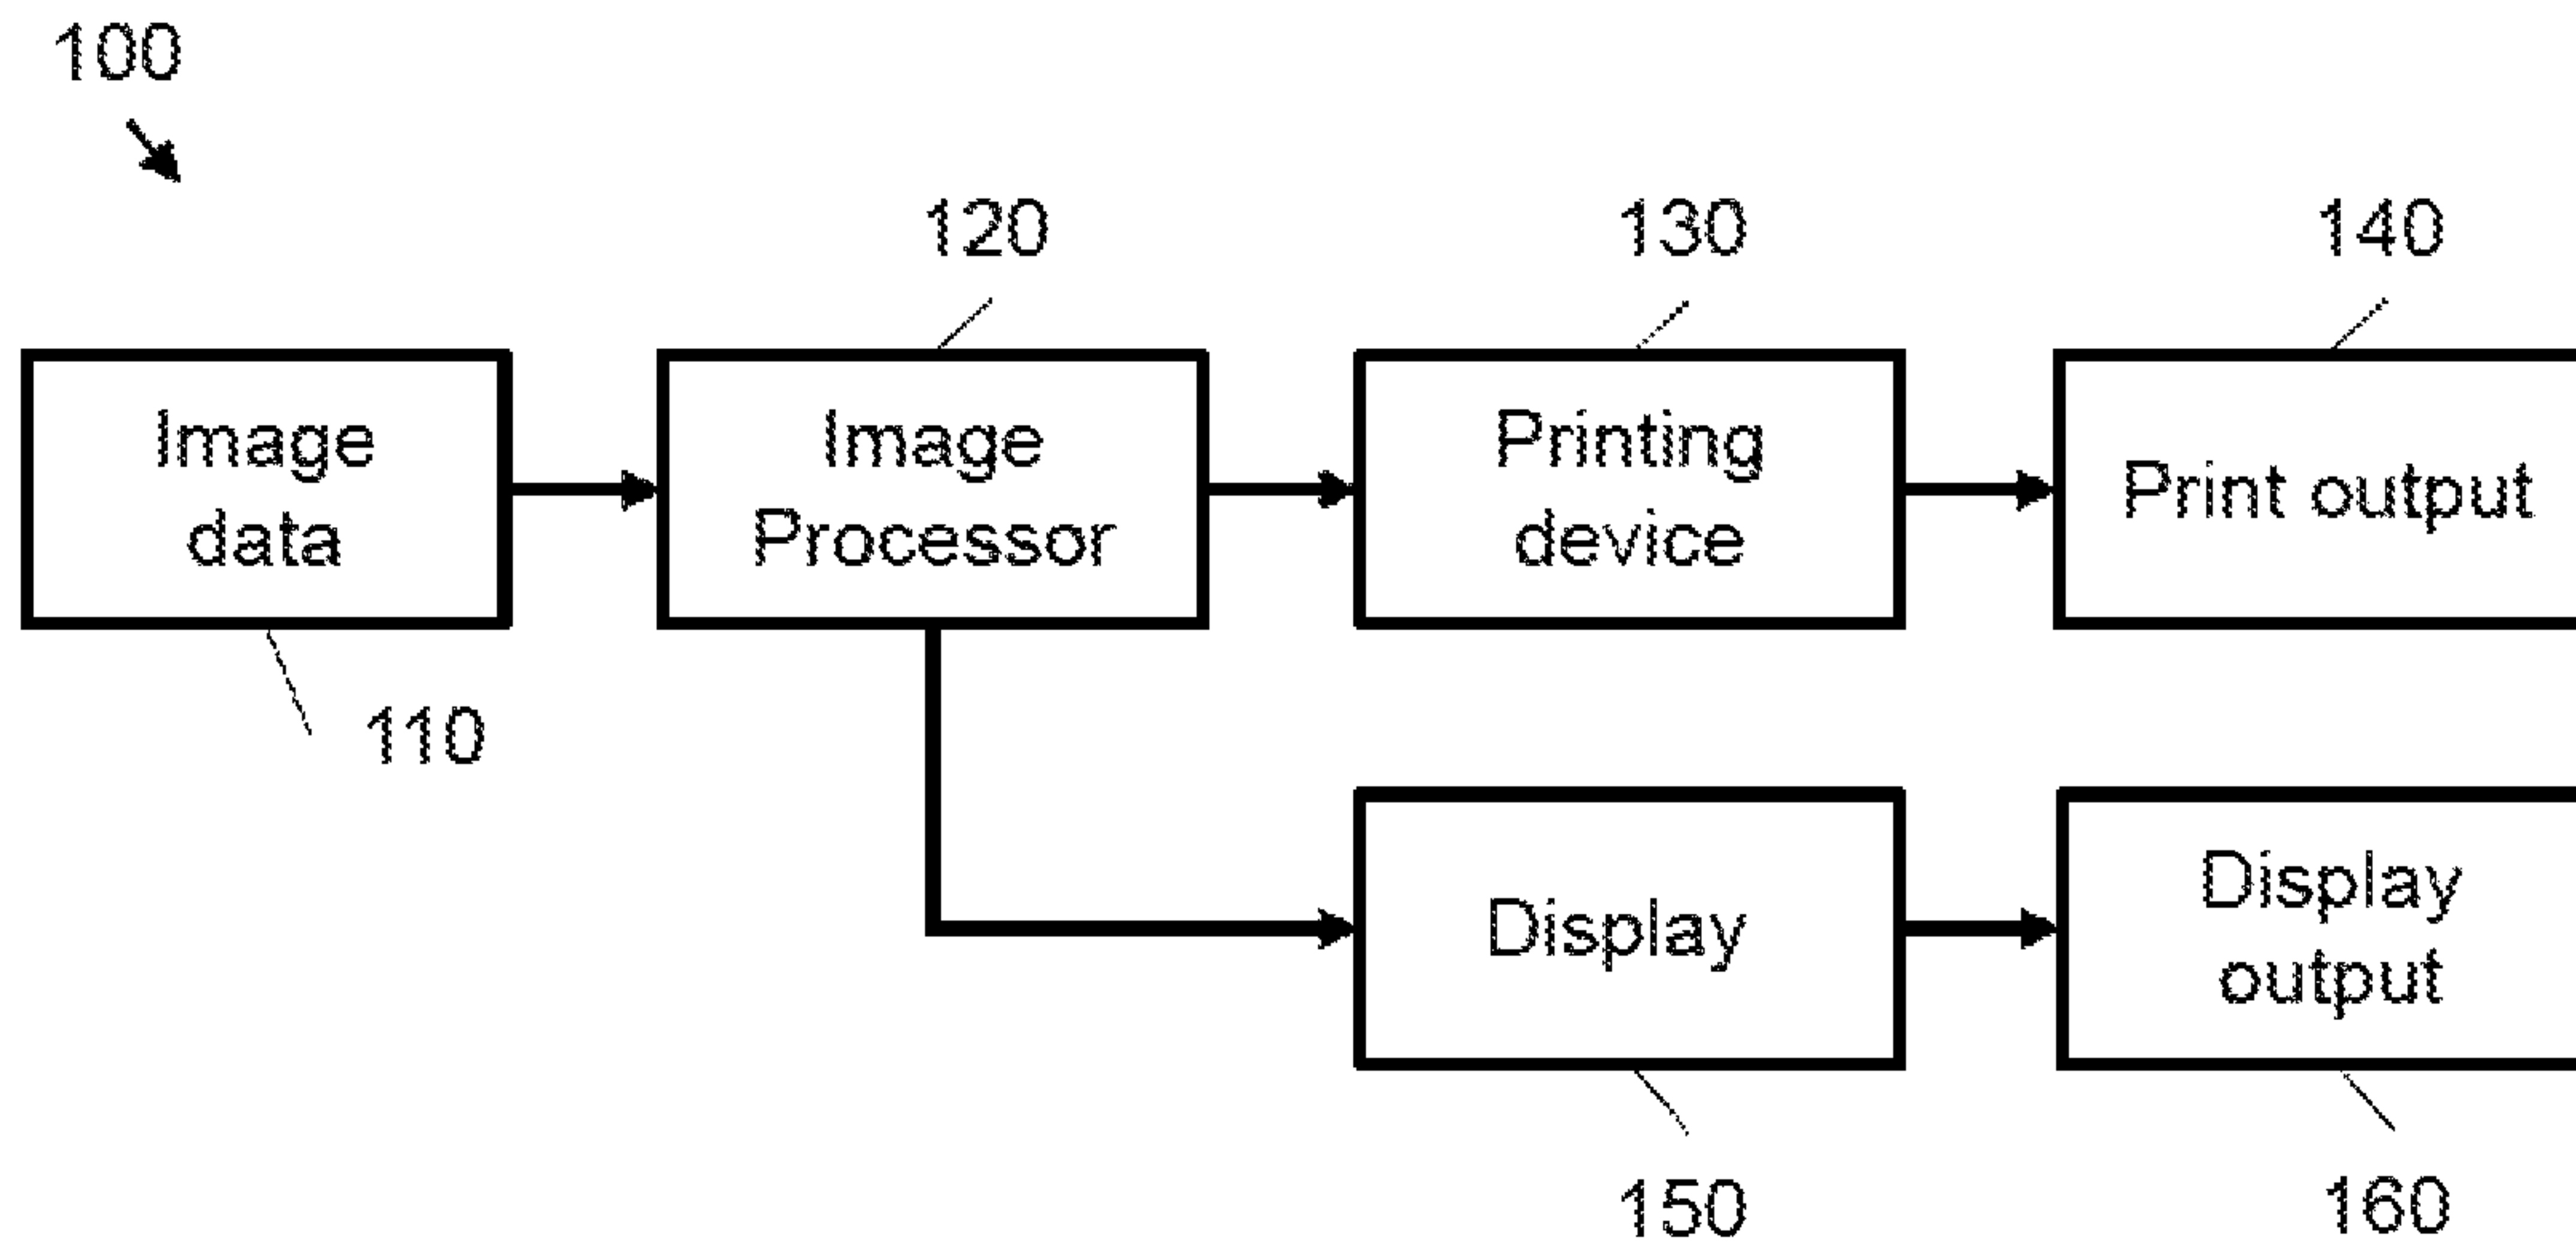 100
120
130
140
Image
data
Image
Processor
Printing
device
Print output
110
Display
Display
output
150
160